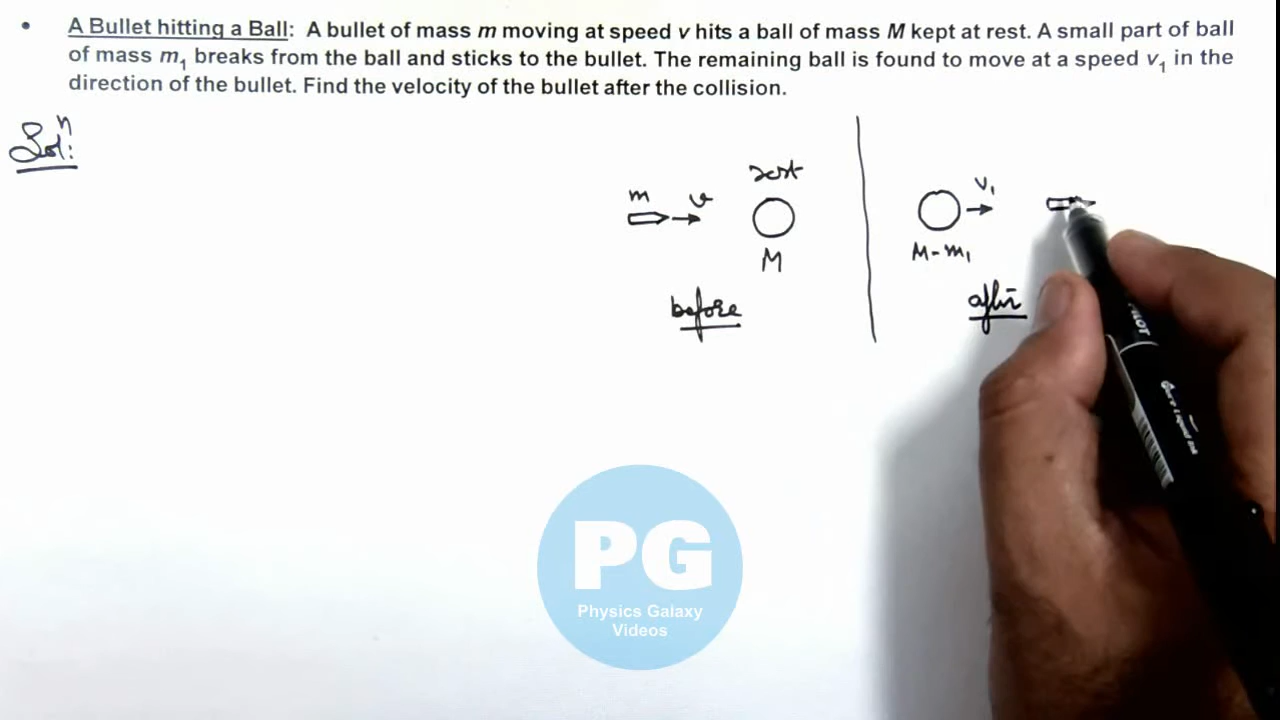 • A Bullet hitting a Ball: A bullet of mass m moving at speed v hits a ball of mass M kept at rest. A small part of ball
of mass m₁ breaks from the ball and sticks to the bullet. The remaining ball is found to move at a speed v₁ in the
direction of the bullet. Find the velocity of the bullet after the collision.
Solⁿ:
m v
rest
M
before
v₁
M-m₁
after
PILOT
PG
Physics Galaxy
Videos